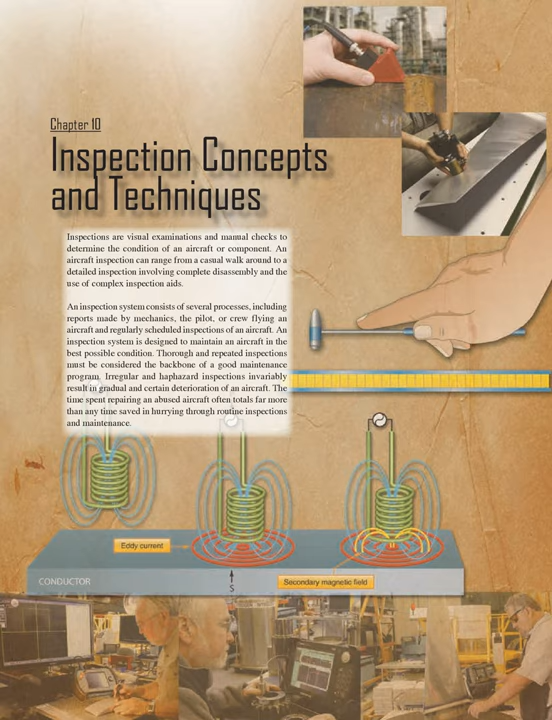 Chapter 10
Inspection Concepts
and Techniques
Inspections are visual examinations and manual checks to
determine the condition of an aircraft or component. An
aircraft inspection can range from a casual walk around to a
detailed inspection involving complete disassembly and the
use of complex inspection aids.
An inspection system consists of several processes, including
reports made by mechanics, the pilot, or crew flying an
aircraft and regularly scheduled inspections of an aircraft. An
inspection system is designed to maintain an aircraft in the
best possible condition. Thorough and repeated inspections
must be considered the backbone of a good maintenance
program. Irregular and haphazard inspections invariably
result in gradual and certain deterioration of an aircraft. The
time spent repairing an abused aircraft often totals far more
than any time saved in hurrying through routine inspections
and maintenance.
Eddy current
CONDUCTOR
S
Secondary magnetic field